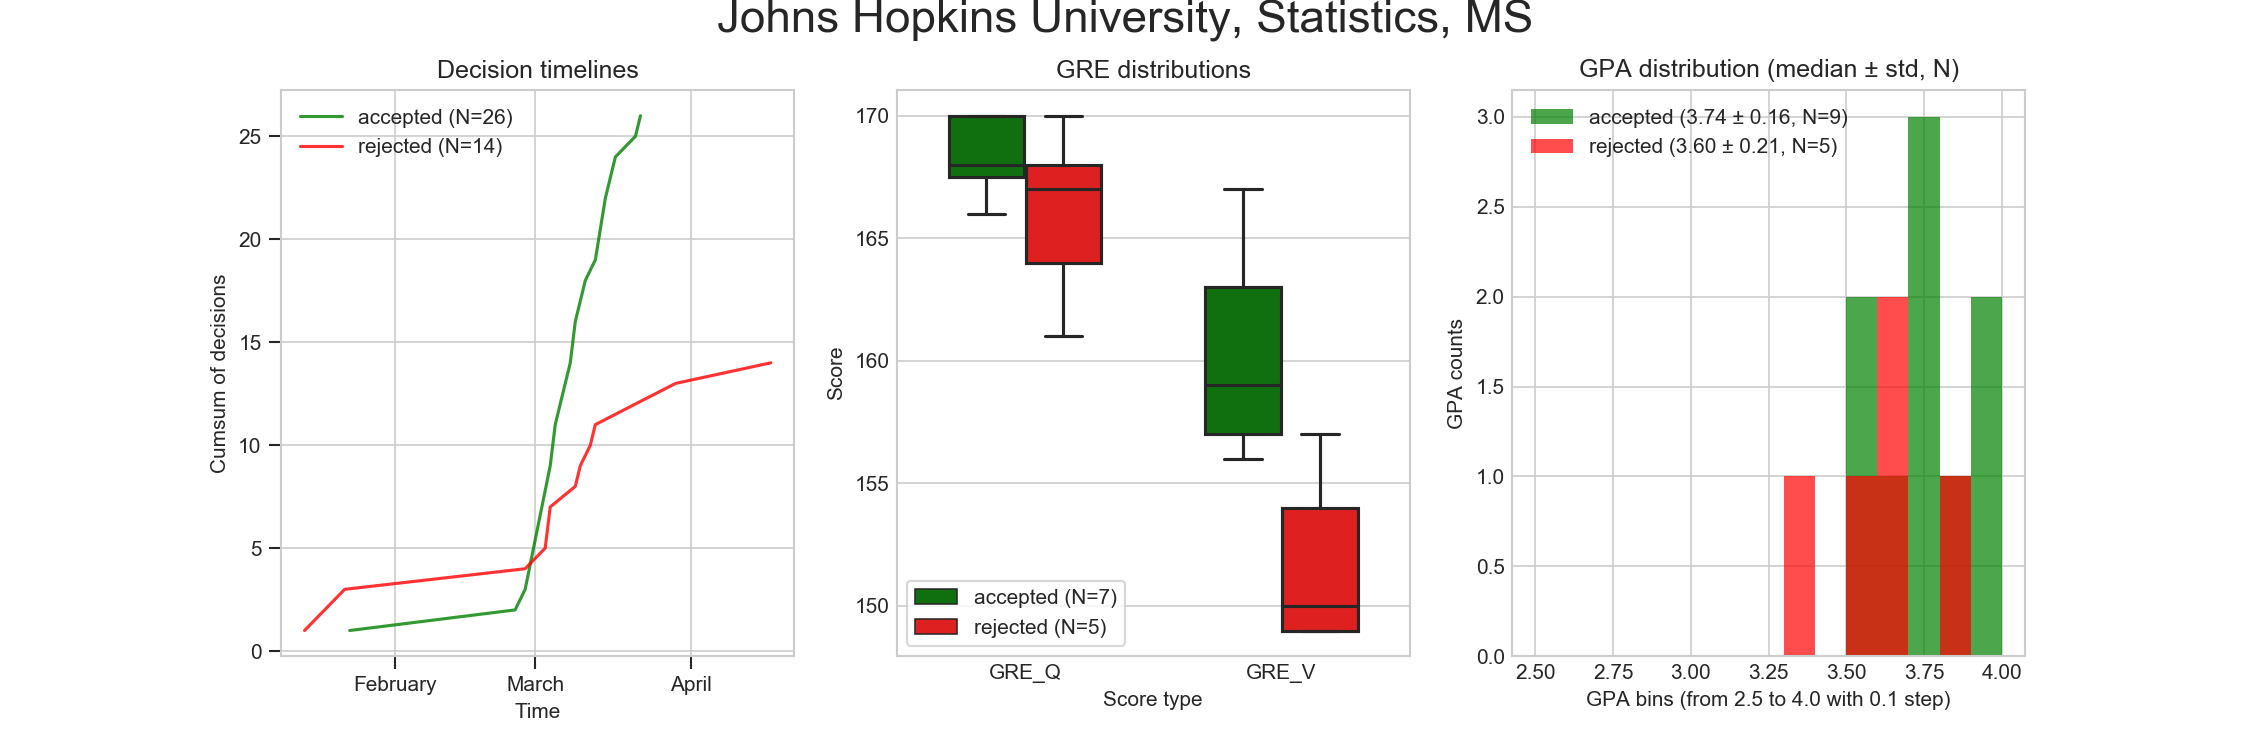 Johns Hopkins University, Statistics, MS
Decision timelines
accepted (N=26)
rejected (N=14)
25
20
15
10
5
0
Cumsum of decisions
February
March
April
Time
GRE distributions
170
165
160
155
150
Score
accepted (N=7)
rejected (N=5)
GRE_Q
GRE_V
Score type
GPA distribution (median ± std, N)
accepted (3.74 ± 0.16, N=9)
rejected (3.60 ± 0.21, N=5)
3.0
2.5
2.0
1.5
1.0
0.5
0.0
GPA counts
2.50
2.75
3.00
3.25
3.50
3.75
4.00
GPA bins (from 2.5 to 4.0 with 0.1 step)